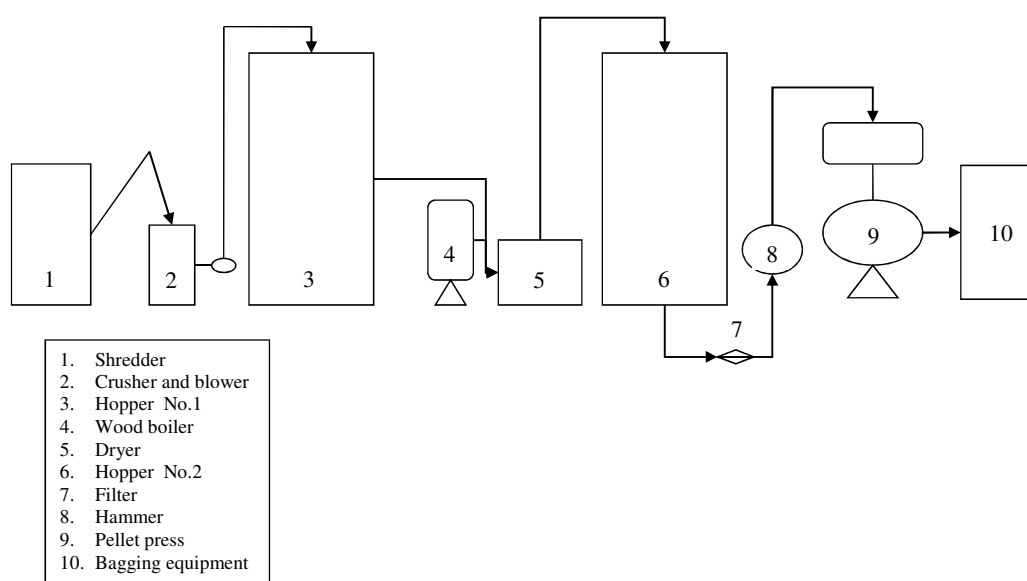 1
2
3
4
5
6
7
8
9
10
1. Shredder
2. Crusher and blower
3. Hopper No.1
4. Wood boiler
5. Dryer
6. Hopper No.2
7. Filter
8. Hammer
9. Pellet press
10. Bagging equipment